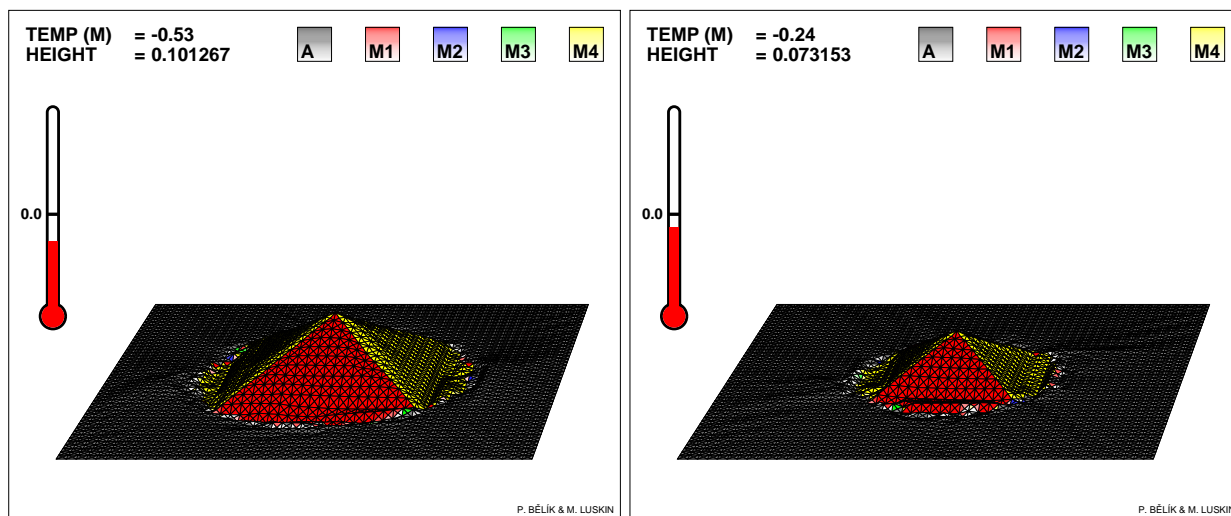 TEMP (M) = -0.53
HEIGHT = 0.101267
A M1 M2 M3 M4
0.0
P. BĚLÍK & M. LUSKIN
TEMP (M) = -0.24
HEIGHT = 0.073153
A M1 M2 M3 M4
0.0
P. BĚLÍK & M. LUSKIN